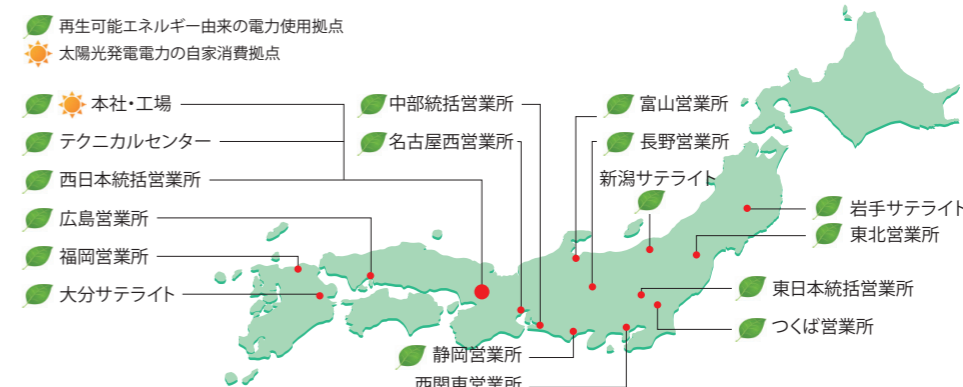 再生可能エネルギー由来の電力使用拠点
太陽光発電電力の自家消費拠点
本社・工場
テクニカルセンター
西日本統括営業所
広島営業所
福岡営業所
大分サテライト
中部統括営業所
名古屋西営業所
富山営業所
長野営業所
新潟サテライト
岩手サテライト
東北営業所
東日本統括営業所
つくば営業所
静岡営業所
西関東営業所